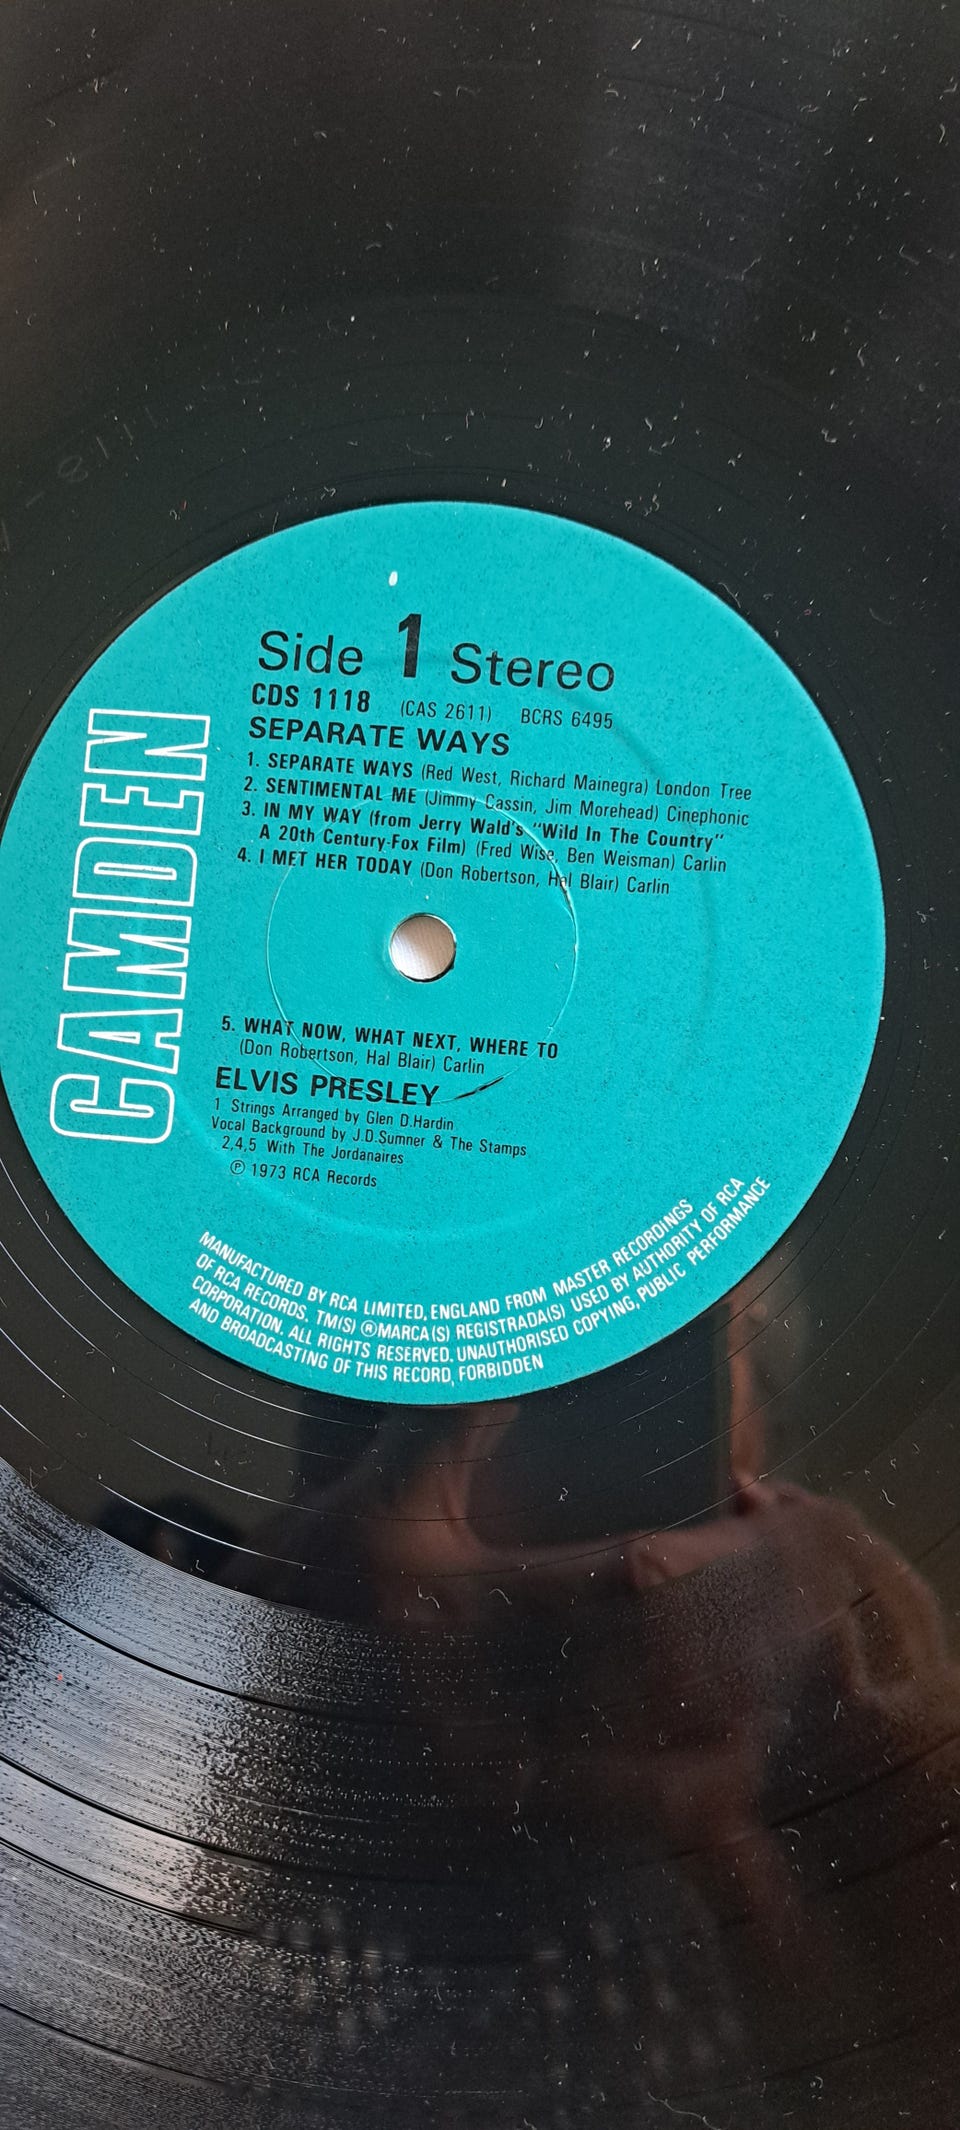 Side 1 Stereo
CDS 1118 (CAS 2611) BCRS 6495
SEPARATE WAYS
1. SEPARATE WAYS (Red West, Richard Mainegra) London Tree
2. SENTIMENTAL ME (Jimmy Cassin, Jim Morehead) Cinephonic
3. IN MY WAY (from Jerry Wald's "Wild In The Country"
A 20th Century-Fox Film) (Fred Wise, Ben Weisman) Carlin
4. I MET HER TODAY (Don Robertson, Hal Blair) Carlin
CAMDEN
5. WHAT NOW, WHAT NEXT, WHERE TO
(Don Robertson, Hal Blair) Carlin
ELVIS PRESLEY
1 Strings Arranged by Glen D.Hardin
Vocal Background by J.D.Sumner & The Stamps
2,4,5 With The Jordanaires
℗ 1973 RCA Records
MANUFACTURED BY RCA LIMITED, ENGLAND FROM MASTER RECORDINGS
OF RCA RECORDS. TM(S) ®MARCA(S) REGISTRADA(S) USED BY AUTHORITY OF RCA
CORPORATION. ALL RIGHTS RESERVED. UNAUTHORISED COPYING, PUBLIC PERFORMANCE
AND BROADCASTING OF THIS RECORD, FORBIDDEN